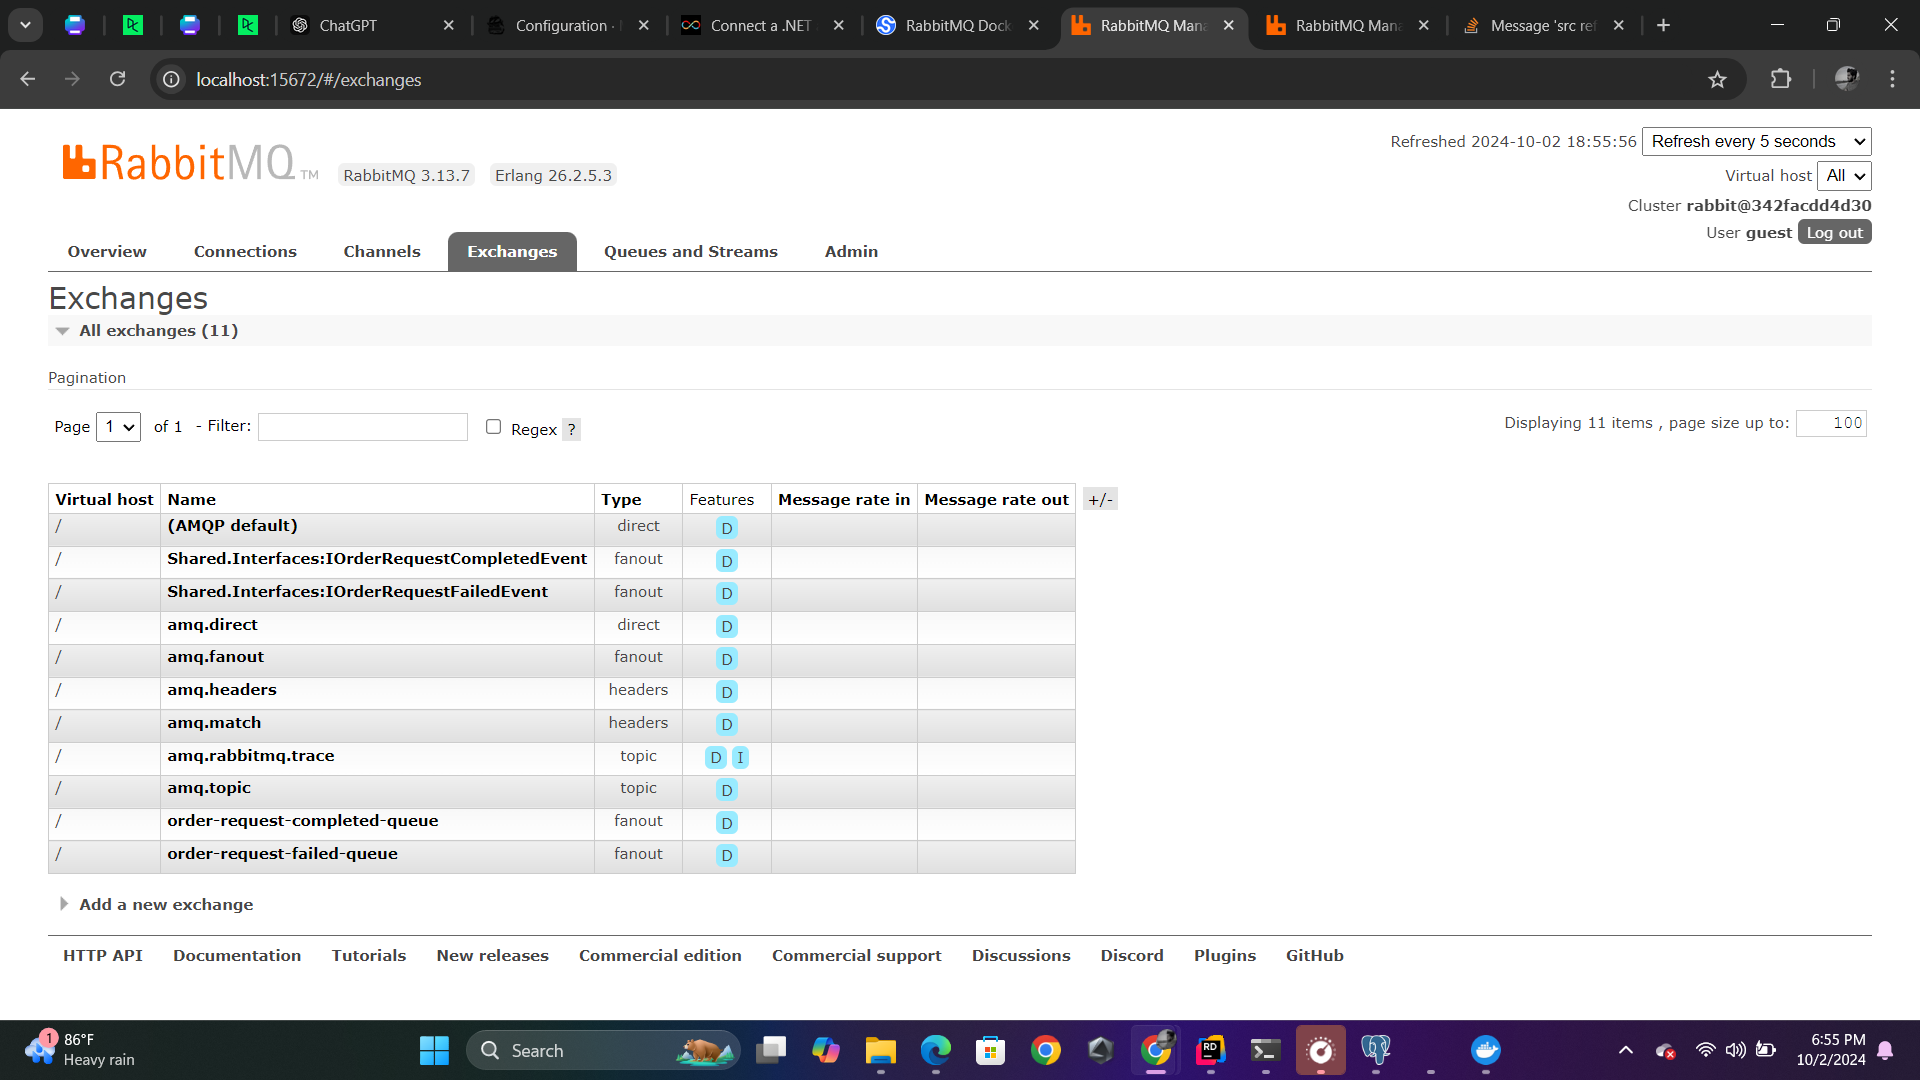 ChatGPT
Configuration ·
Connect a .NET
RabbitMQ Dock
RabbitMQ Mana
RabbitMQ Mana
Message 'src ref
localhost:15672/#/exchanges
Refreshed 2024-10-02 18:55:56 Refresh every 5 seconds
RabbitMQ TM RabbitMQ 3.13.7 Erlang 26.2.5.3
Virtual host All
Cluster rabbit@342facdd4d30
User guest Log out
Overview Connections Channels Exchanges Queues and Streams Admin
Exchanges
All exchanges (11)
Pagination
Page 1 of 1 - Filter: Regex ? Displaying 11 items , page size up to: 100
Virtual host Name Type Features Message rate in Message rate out +/-
/ (AMQP default) direct D
/ Shared.Interfaces:IOrderRequestCompletedEvent fanout D
/ Shared.Interfaces:IOrderRequestFailedEvent fanout D
/ amq.direct direct D
/ amq.fanout fanout D
/ amq.headers headers D
/ amq.match headers D
/ amq.rabbitmq.trace topic D I
/ amq.topic topic D
/ order-request-completed-queue fanout D
/ order-request-failed-queue fanout D
Add a new exchange
HTTP API Documentation Tutorials New releases Commercial edition Commercial support Discussions Discord Plugins GitHub
1 86°F
Heavy rain
Search
RD
6:55 PM
10/2/2024